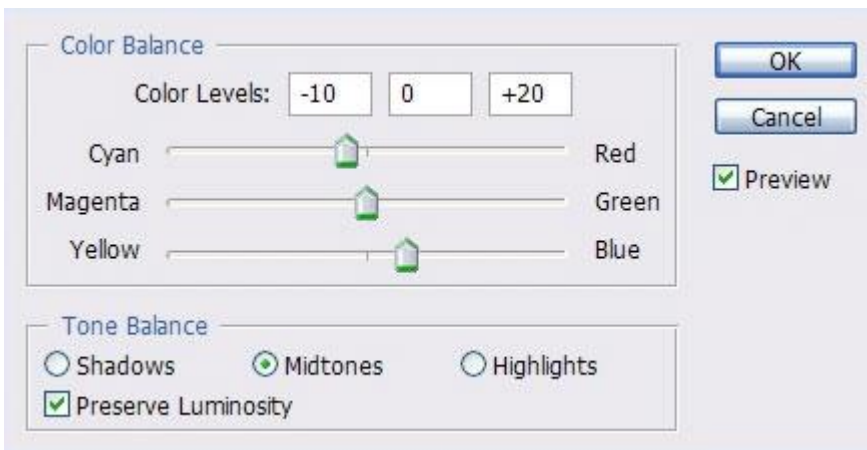 Color Balance
Color Levels: -10 0 +20
Cyan Red
Magenta Green
Yellow Blue
Tone Balance
Shadows Midtones Highlights
Preserve Luminosity
OK
Cancel
Preview